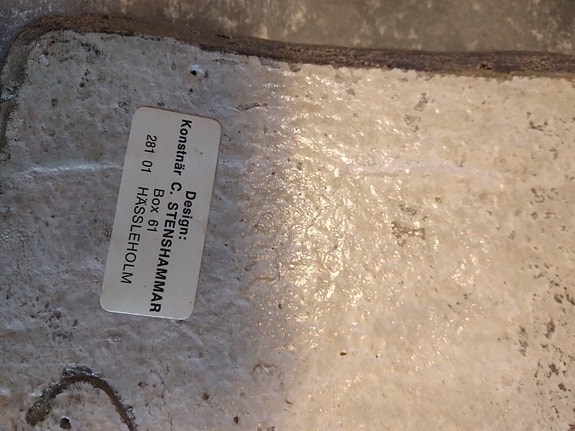 Design:
Konstnär C. STENSHAMMAR
Box 61
281 01 HÄSSLEHOLM